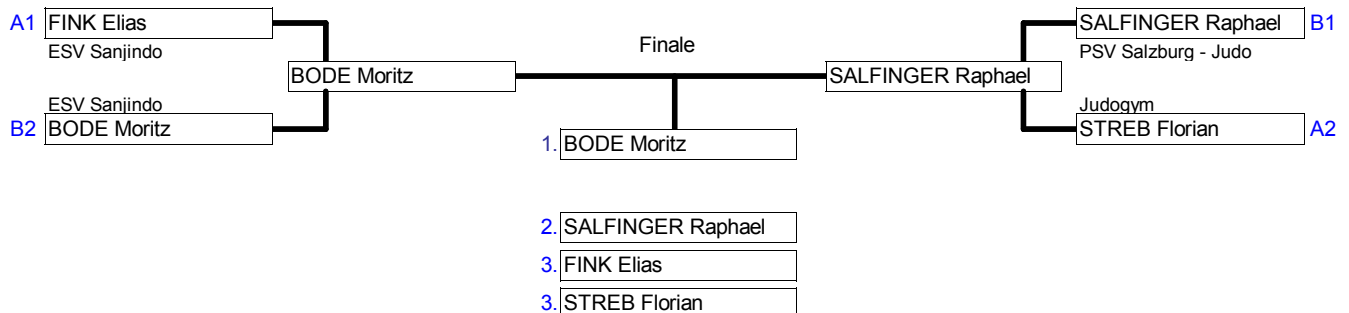 A1 FINK Elias
ESV Sanjindo
SALFINGER Raphael B1
PSV Salzburg - Judo
Finale
BODE Moritz
SALFINGER Raphael
ESV Sanjindo
B2 BODE Moritz
Judogym
STREB Florian A2
1. BODE Moritz
2. SALFINGER Raphael
3. FINK Elias
3. STREB Florian